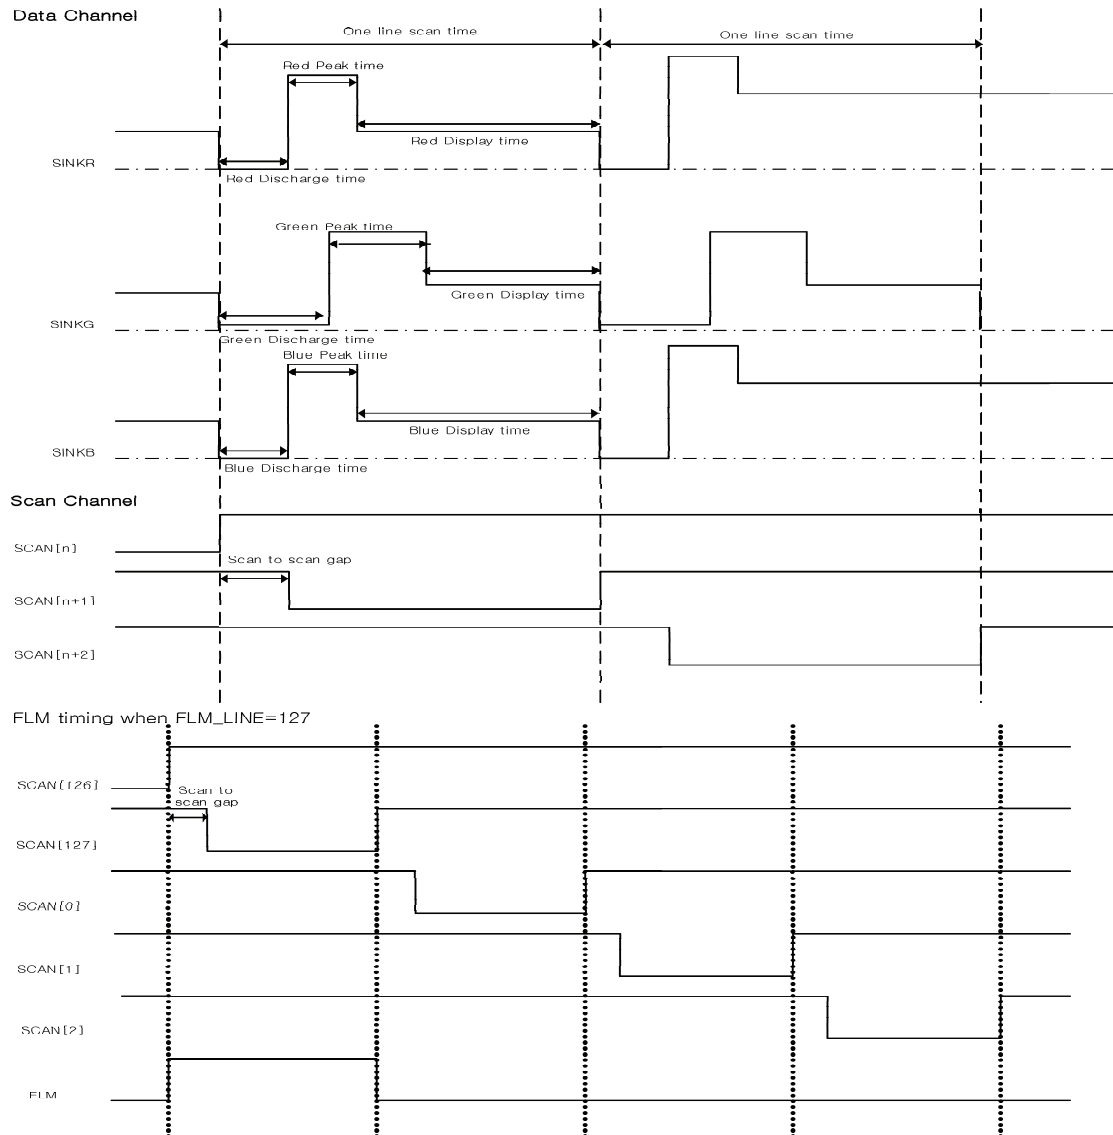 Data Channel
One line scan time
One line scan time
Red Peak time
Red Display time
SINKR
Red Discharge time
Green Peak time
Green Display time
SINKG
Green Discharge time
Blue Peak time
Blue Display time
SINKB
Blue Discharge time
Scan Channel
SCAN[n]
Scan to scan gap
SCAN[n+1]
SCAN[n+2]
FLM timing when FLM_LINE=127
SCAN[126]
Scan to
scan gap
SCAN[127]
SCAN[0]
SCAN[1]
SCAN[2]
FLM